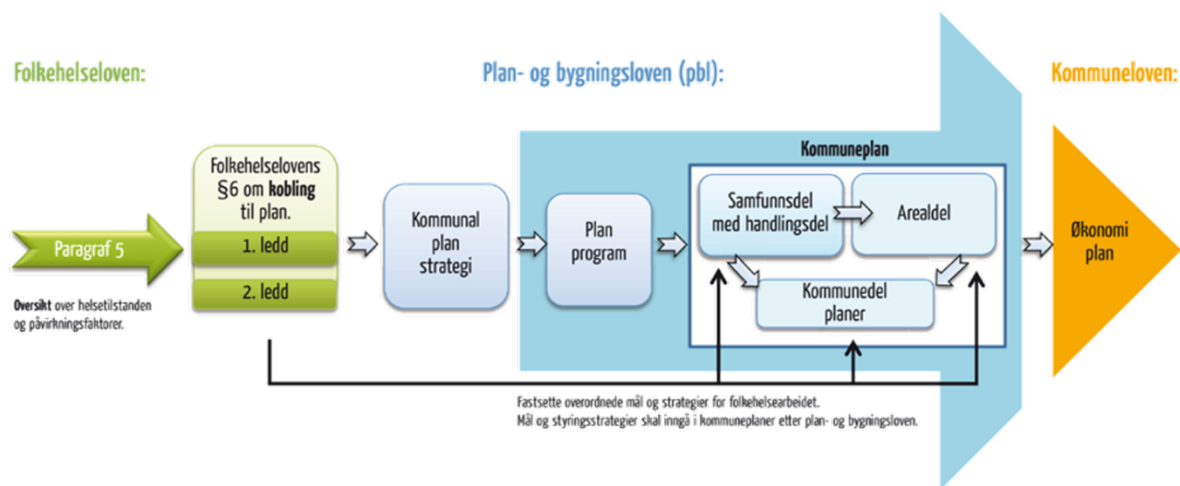 Folkehelseloven:
Plan- og bygningsloven (pbl):
Kommuneloven:
Paragraf 5
Oversikt over helsetilstanden
og påvirkningsfaktorer.
Folkehelselovens
§6 om kobling
til plan.
1. ledd
2. ledd
Kommunal
plan
strategi
Plan
program
Kommuneplan
Samfunnsdel
med handlingsdel
Arealdel
Kommunedel
planer
Økonomi
plan
Fastsette overordnede mål og strategier for folkehelsearbeidet.
Mål og styringsstrategier skal inngå i kommuneplaner etter plan- og bygningsloven.